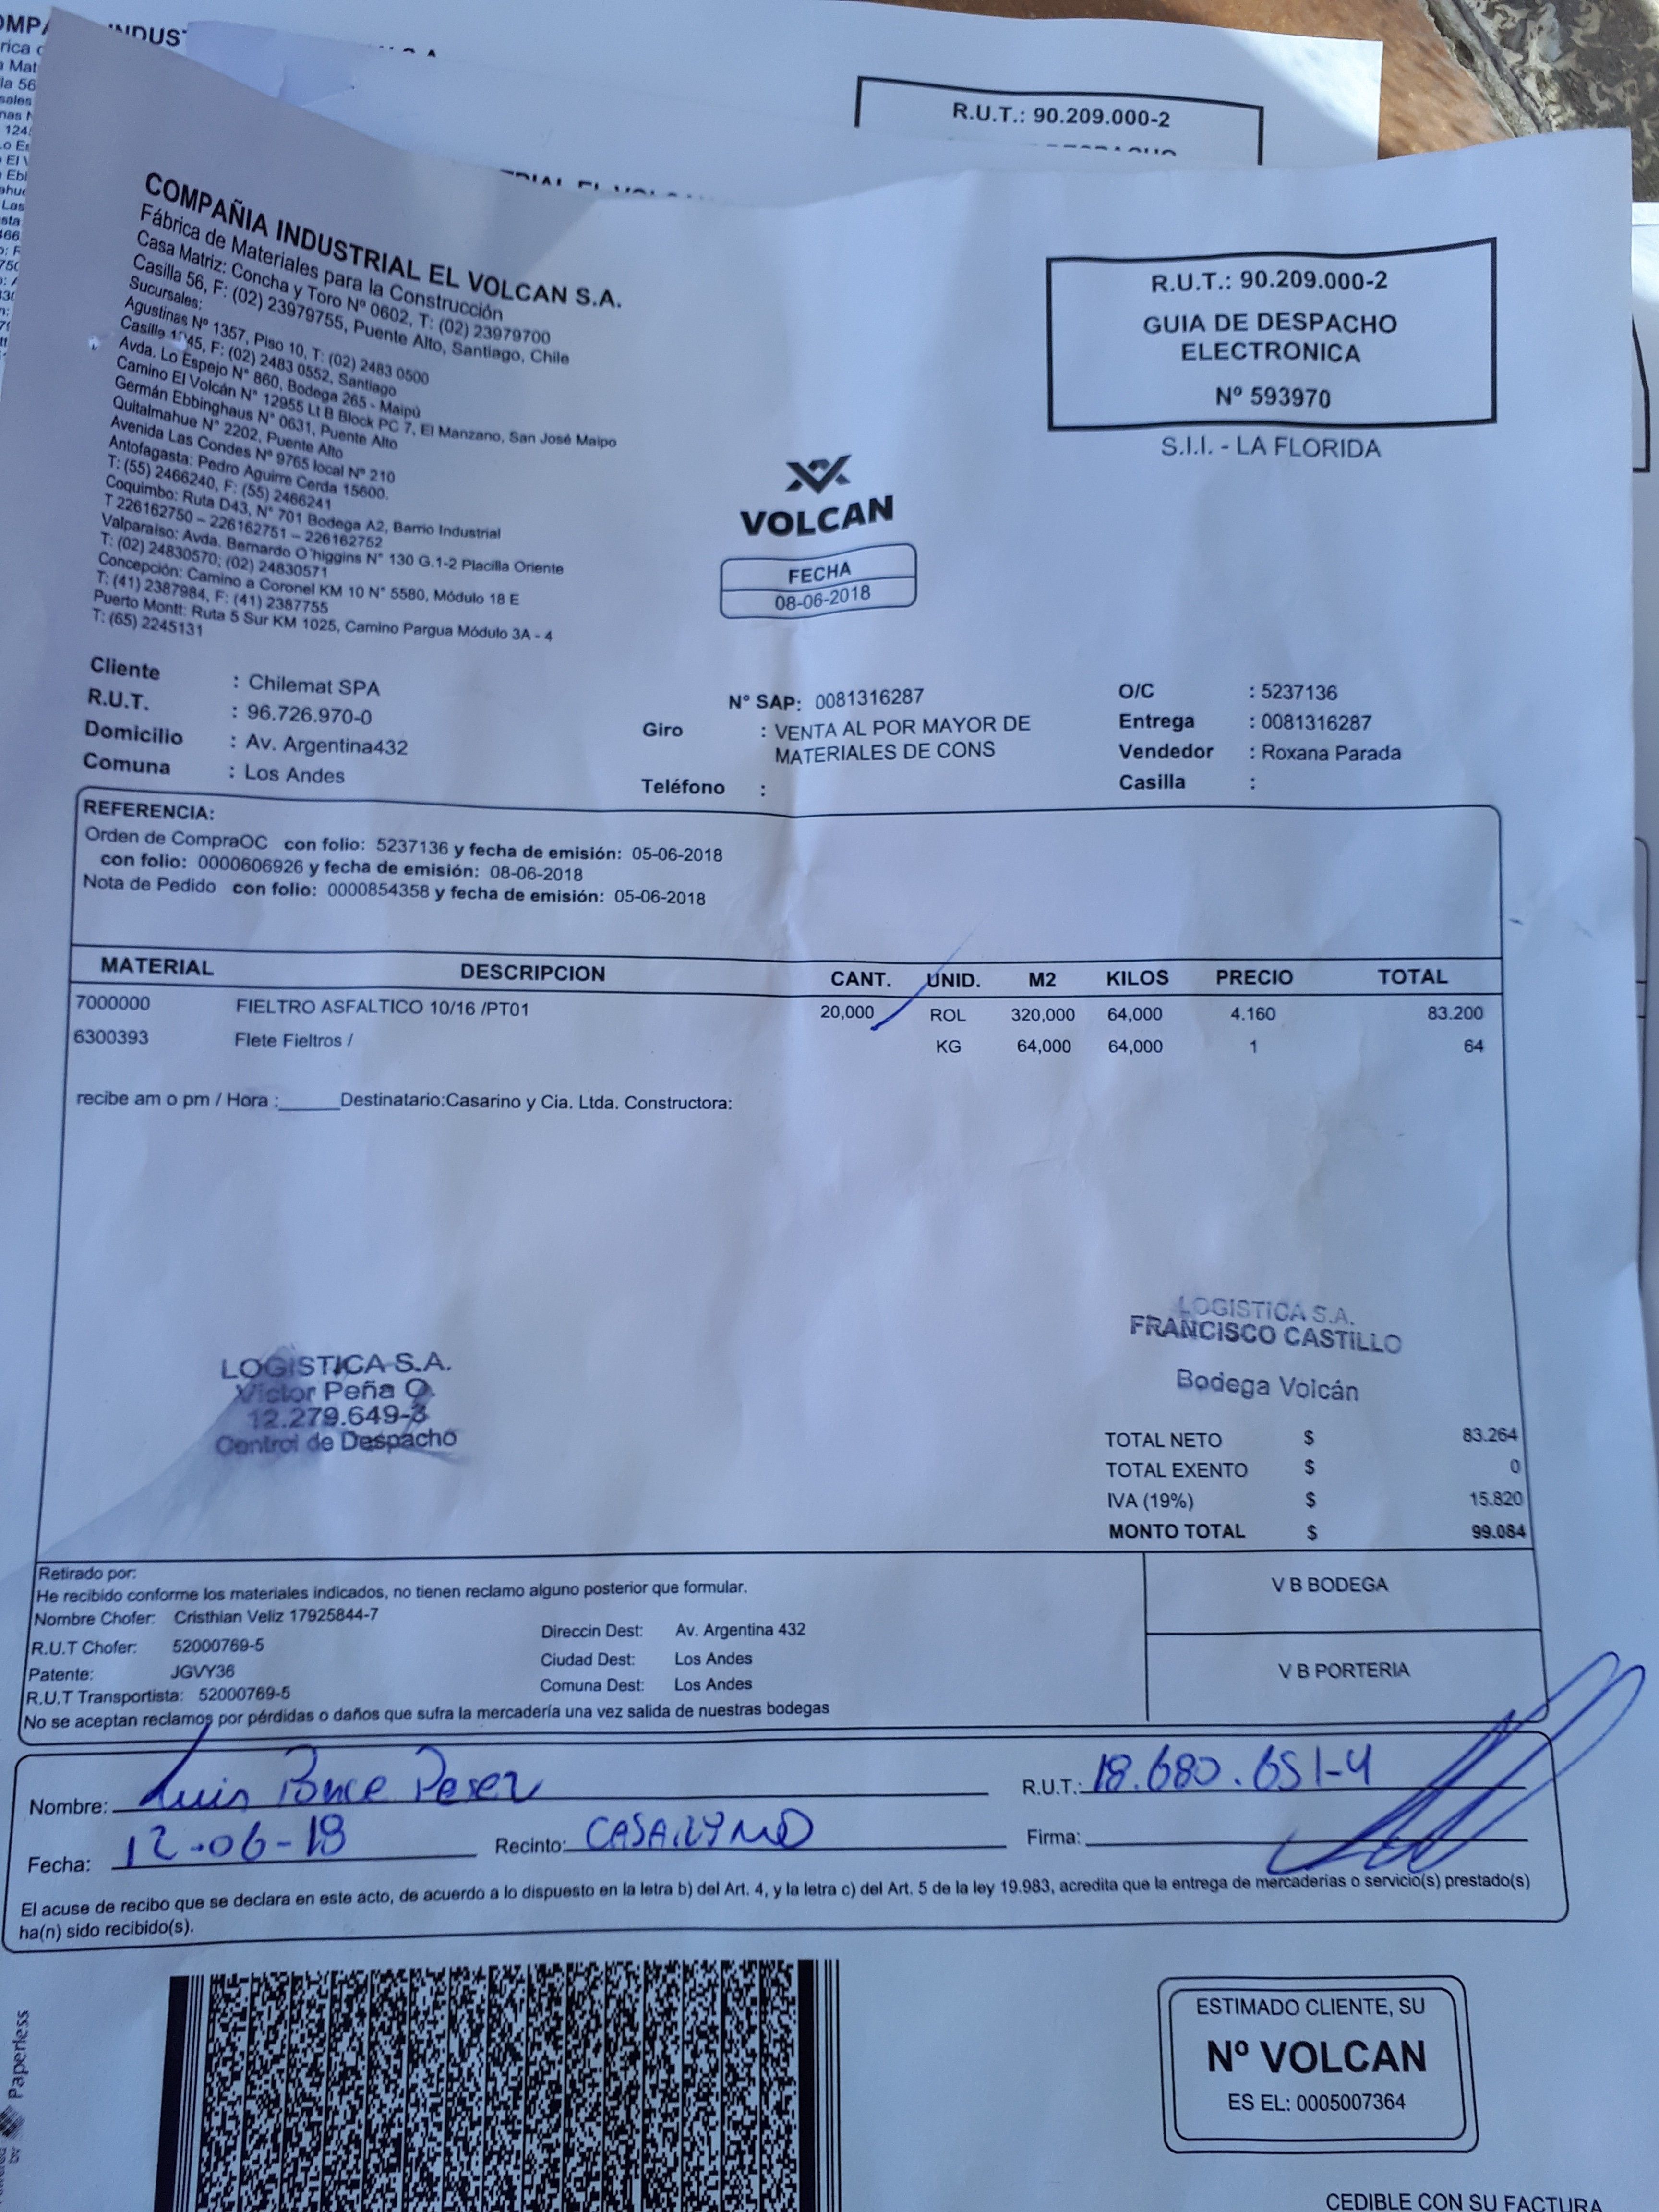 R.U.T.: 90.209.000-2
COMPAÑIA INDUSTRIAL EL VOLCAN S.A.
Fábrica de Materiales para la Construcción
Casa Matriz: Concha y Toro Nº 0602, T: (02) 23979700
Casilla 56, F: (02) 23979755, Puente Alto, Santiago, Chile
Sucursales:
Agustinas Nº 1357, Piso 10, T: (02) 2483 0500
F: (02) 2483 0552, Santiago
Avda. Lo Espejo N° 860, Bodega 265 - Maipú
Camino El Volcán N° 12955 Lt B Block PC 7, El Manzano, San José Maipo
Germán Ebbinghaus N° 0631, Puente Alto
Quitalmahue N° 2202, Puente Alto
Avenida Las Condes Nº 9765 local Nº 210
Antofagasta: Pedro Aguirre Cerda 15600.
T: (55) 2466240, F: (55) 2466241
Coquimbo: Ruta D43, N° 701 Bodega A2, Barrio Industrial
T 226162750 – 226162751 – 226162752
Valparaiso: Avda. Bernardo O´higgins N° 130 G.1-2 Placilla Oriente
T: (02) 24830570; (02) 24830571
Concepción: Camino a Coronel KM 10 N° 5580, Módulo 18 E
T: (41) 2387984, F: (41) 2387755
Puerto Montt: Ruta 5 Sur KM 1025, Camino Pargua Módulo 3A - 4
T: (65) 2245131
R.U.T.: 90.209.000-2
GUIA DE DESPACHO
ELECTRONICA
Nº 593970
S.I.I. - LA FLORIDA
VOLCAN
FECHA
08-06-2018
Cliente : Chilemat SPA
R.U.T. : 96.726.970-0
Domicilio : Av. Argentina432
Comuna : Los Andes
N° SAP: 0081316287
Giro : VENTA AL POR MAYOR DE
MATERIALES DE CONS
Teléfono :
O/C : 5237136
Entrega : 0081316287
Vendedor : Roxana Parada
Casilla :
REFERENCIA:
Orden de CompraOC con folio: 5237136 y fecha de emisión: 05-06-2018
con folio: 0000606926 y fecha de emisión: 08-06-2018
Nota de Pedido con folio: 0000854358 y fecha de emisión: 05-06-2018
MATERIAL DESCRIPCION CANT. UNID. M2 KILOS PRECIO TOTAL
7000000 FIELTRO ASFALTICO 10/16 /PT01 20,000 ROL 320,000 64,000 4.160 83.200
6300393 Flete Fieltros / KG 64,000 64,000 1 64
recibe am o pm / Hora :______Destinatario:Casarino y Cia. Ltda. Constructora:
LOGISTICA S.A.
Victor Peña O.
12.279.649-3
Control de Despacho
LOGISTICA S.A.
FRANCISCO CASTILLO
Bodega Volcán
TOTAL NETO $ 83.264
TOTAL EXENTO $ 0
IVA (19%) $ 15.820
MONTO TOTAL $ 99.084
Retirado por:
He recibido conforme los materiales indicados, no tienen reclamo alguno posterior que formular.
Nombre Chofer: Cristhian Veliz 17925844-7
R.U.T Chofer: 52000769-5
Patente: JGVY36
R.U.T Transportista: 52000769-5
Direccin Dest: Av. Argentina 432
Ciudad Dest: Los Andes
Comuna Dest: Los Andes
No se aceptan reclamos por pérdidas o daños que sufra la mercadería una vez salida de nuestras bodegas
V B BODEGA
V B PORTERIA
Nombre: Luis Ponce Perez R.U.T.: 18.680.651-4
Fecha: 12-06-18 Recinto: Firma:
El acuse de recibo que se declara en este acto, de acuerdo a lo dispuesto en la letra b) del Art. 4, y la letra c) del Art. 5 de la ley 19.983, acredita que la entrega de mercaderías o servicio(s) prestado(s)
ha(n) sido recibido(s).
Paperless
ESTIMADO CLIENTE, SU
Nº VOLCAN
ES EL: 0005007364
CEDIBLE CON SU FACTURA